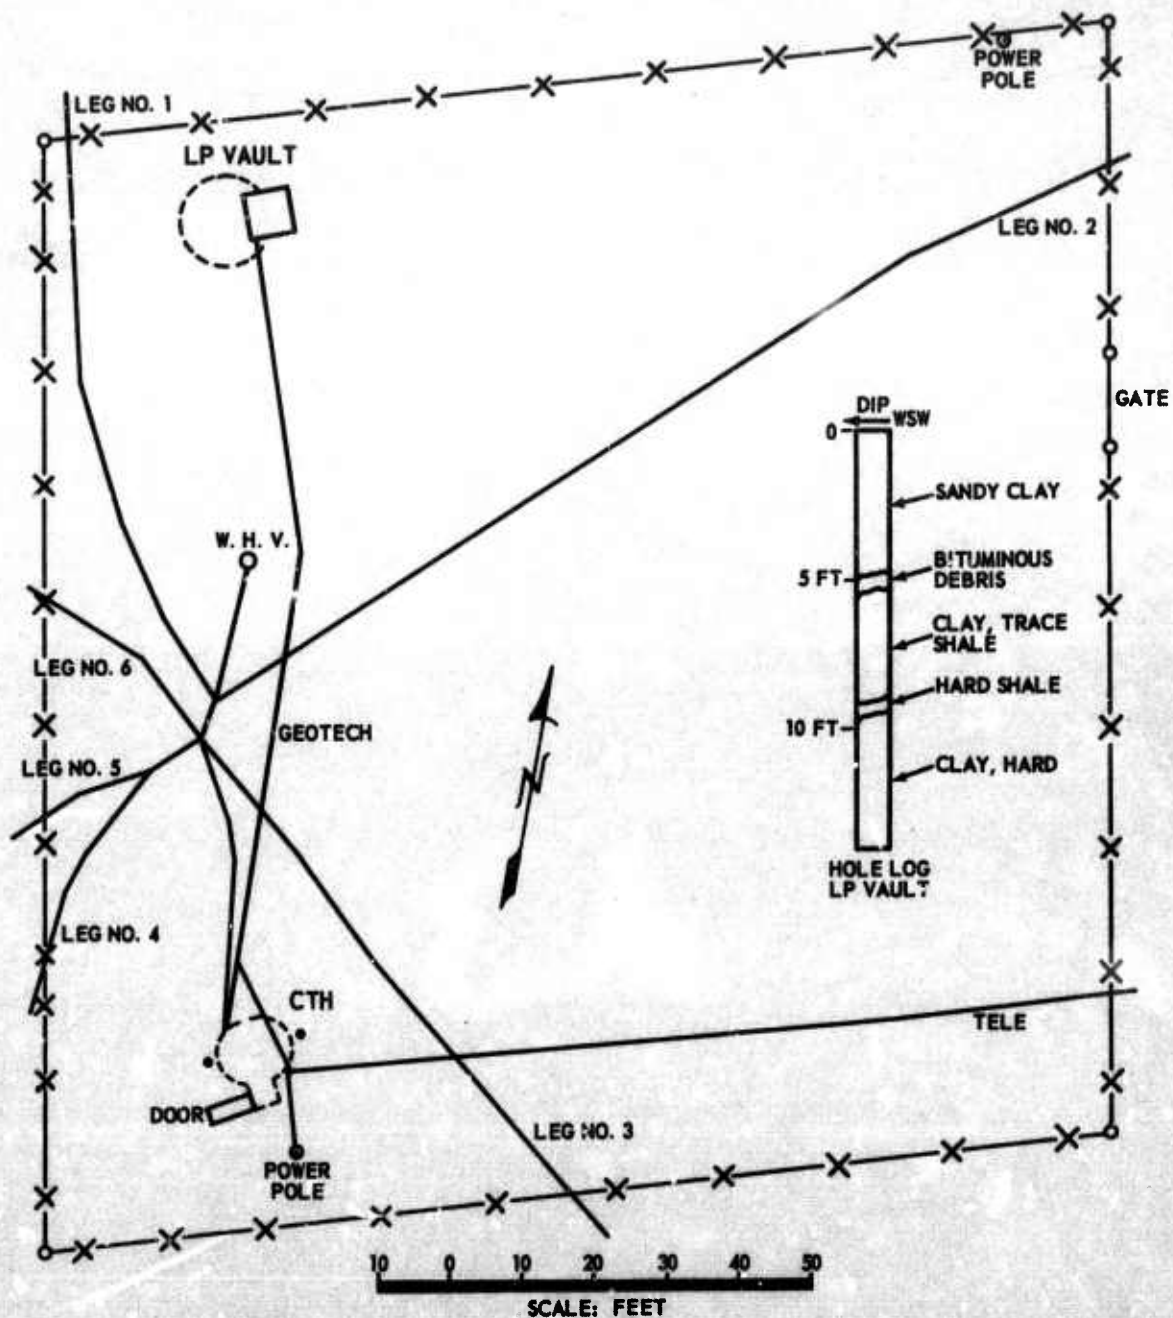 POWER
POLE
LEG NO. 1
LP VAULT
LEG NO. 2
GATE
DIP
WSW
0
SANDY CLAY
W. H. V.
5 FT
BITUMINOUS
DEBRIS
CLAY, TRACE
SHALE
LEG NO. 6
HARD SHALE
GEOTECH
10 FT
LEG NO. 5
CLAY, HARD
N
HOLE LOG
LP VAULT
LEG NO. 4
CTH
TELE
DOOR
LEG NO. 3
POWER
POLE
10 0 10 20 30 40 50
SCALE: FEET